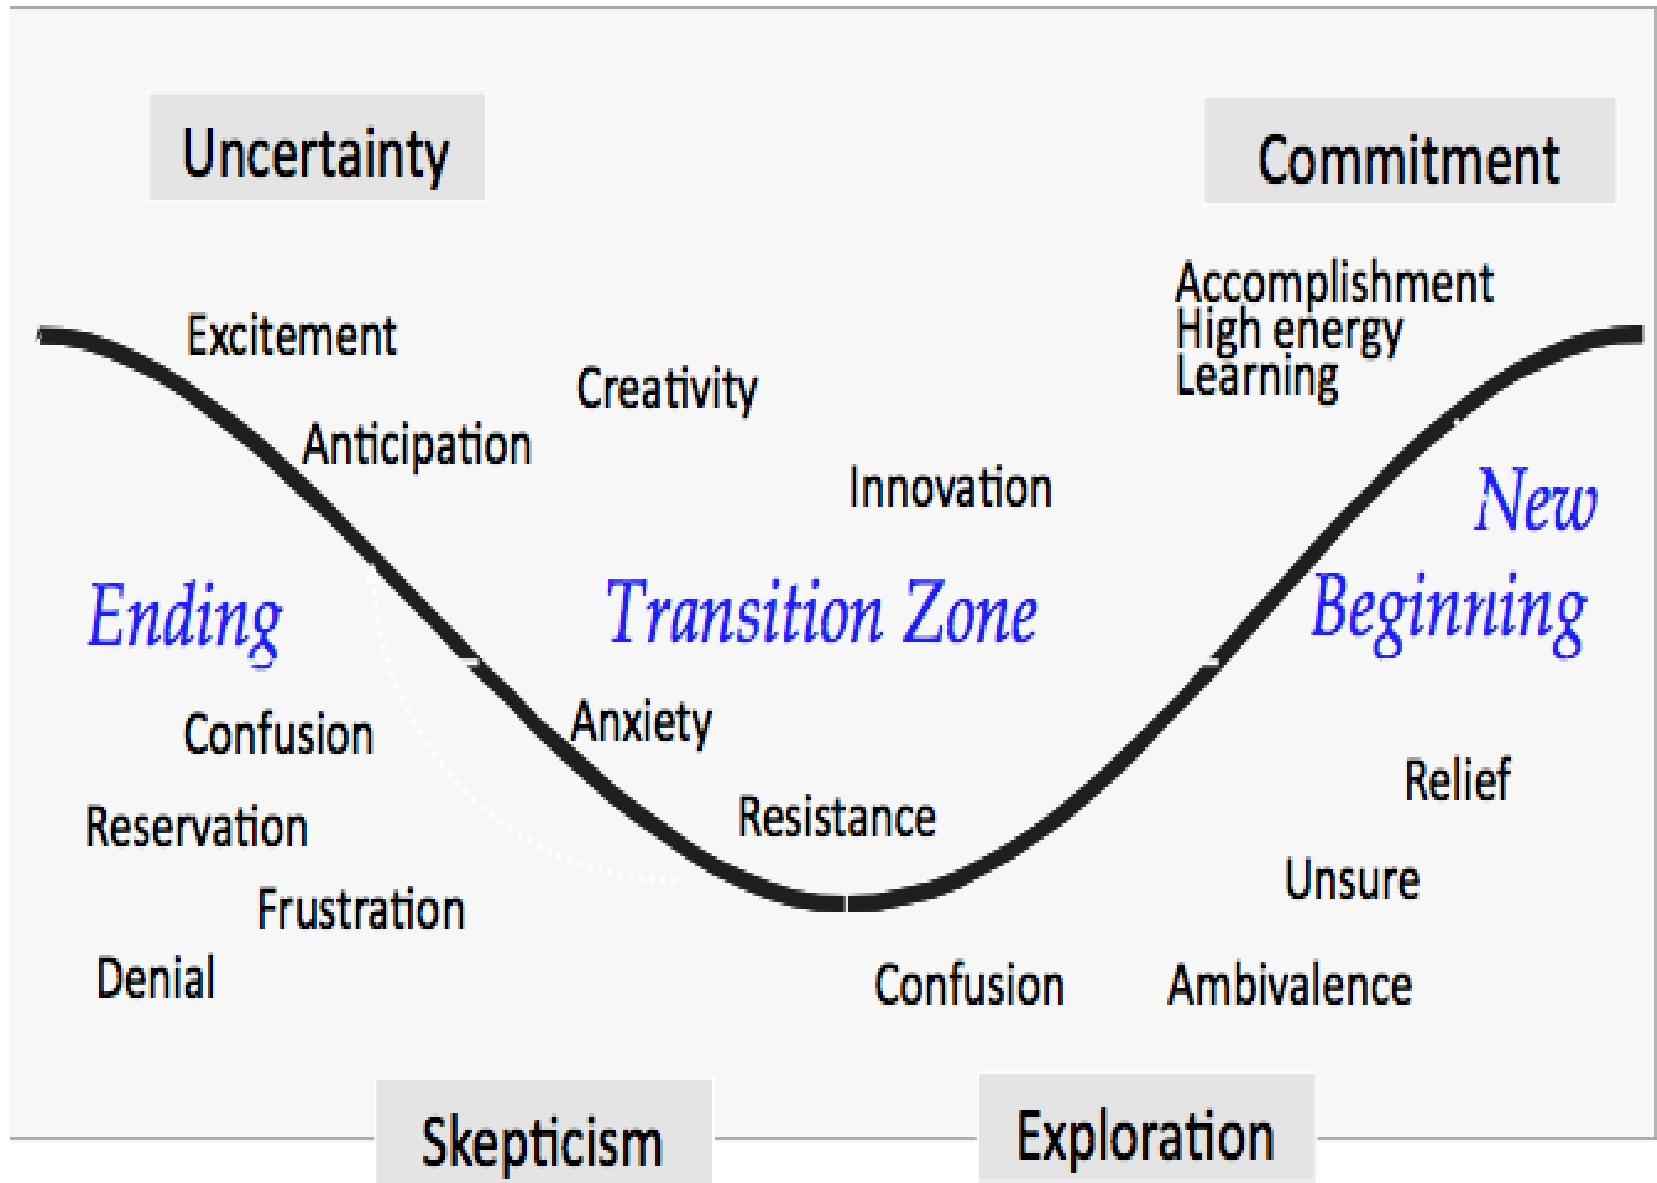 Uncertainty
Commitment
Accomplishment
High energy
Learning
Excitement
Creativity
Anticipation
Innovation
New
Beginning
Ending
Transition Zone
Confusion
Anxiety
Relief
Reservation
Resistance
Unsure
Frustration
Denial
Confusion
Ambivalence
Skepticism
Exploration